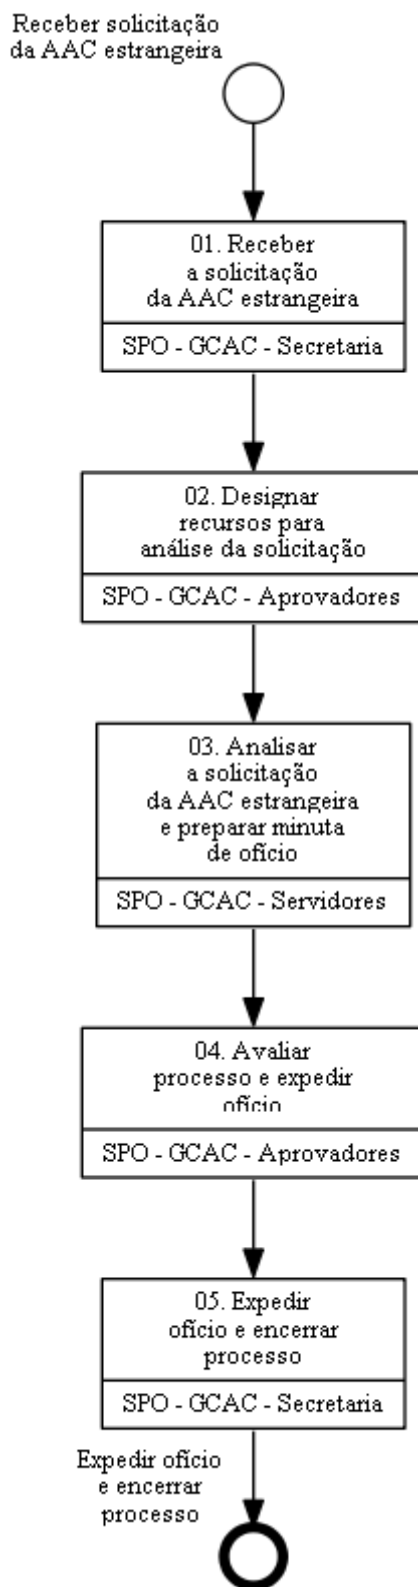 Receber solicitação
da AAC estrangeira
01. Receber
a solicitação
da AAC estrangeira
SPO - GCAC - Secretaria
02. Designar
recursos para
análise da solicitação
SPO - GCAC - Aprovadores
03. Analisar
a solicitação
da AAC estrangeira
e preparar minuta
de ofício
SPO - GCAC - Servidores
04. Avaliar
processo e expedir
ofício
SPO - GCAC - Aprovadores
05. Expedir
ofício e encerrar
processo
SPO - GCAC - Secretaria
Expedir ofício
e encerrar
processo